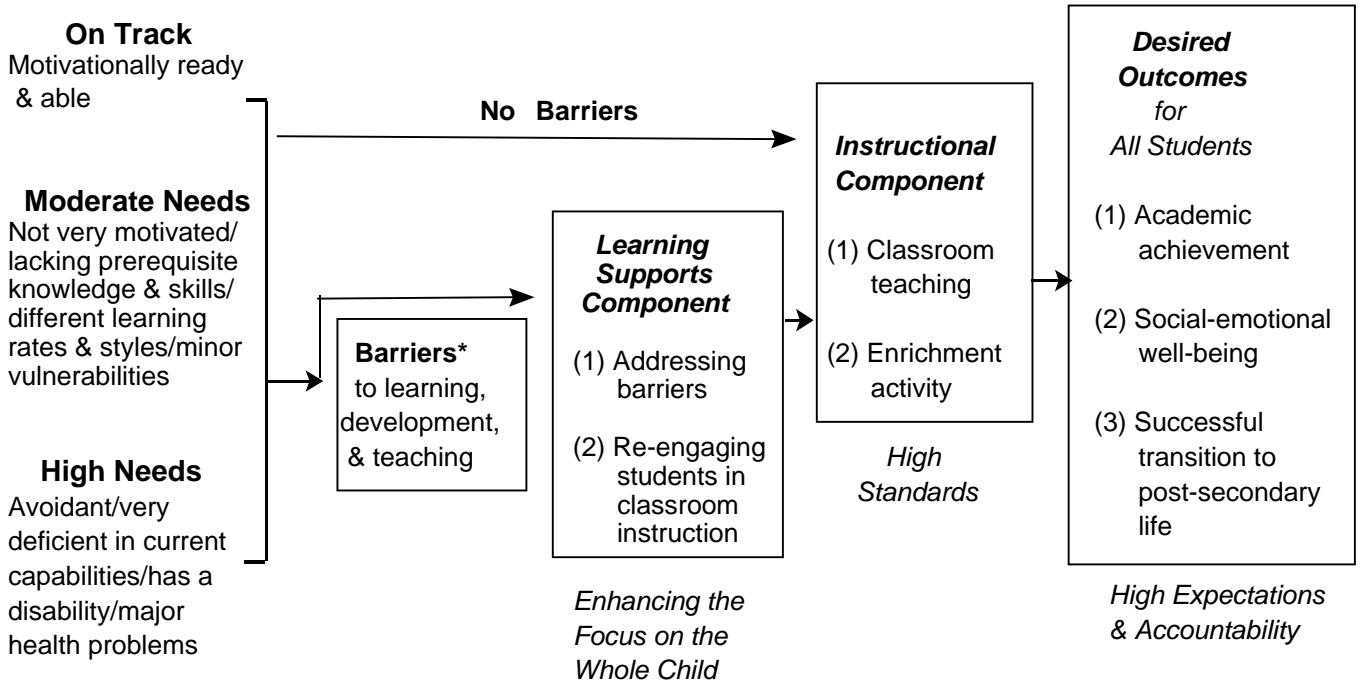 On Track
Motivationally ready
& able
No Barriers
Moderate Needs
Not very motivated/
lacking prerequisite
knowledge & skills/
different learning
rates & styles/minor
vulnerabilities
High Needs
Avoidant/very
deficient in current
capabilities/has a
disability/major
health problems
Barriers*
to learning,
development,
& teaching
Learning
Supports
Component
(1) Addressing
barriers
(2) Re-engaging
students in
classroom
instruction
Enhancing the
Focus on the
Whole Child
Instructional
Component
(1) Classroom
teaching
(2) Enrichment
activity
High
Standards
Desired
Outcomes
for
All Students
(1) Academic
achievement
(2) Social-emotional
well-being
(3) Successful
transition to
post-secondary
life
High Expectations
& Accountability